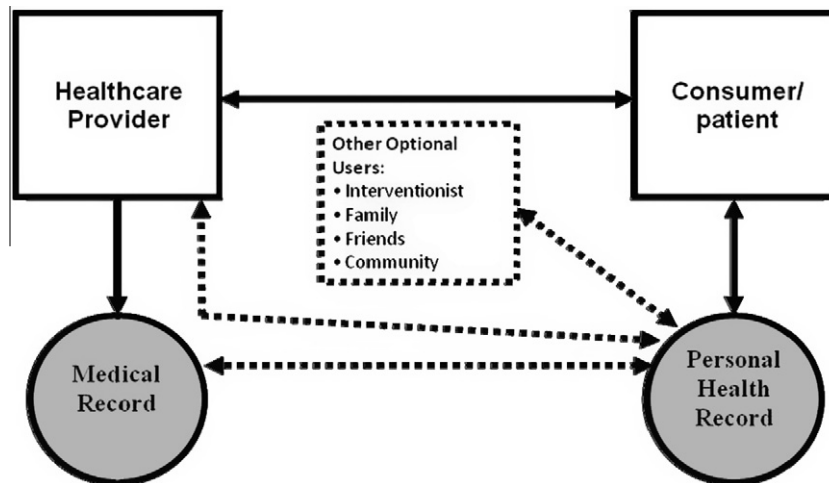 Healthcare
Provider
Consumer/
patient
Other Optional
Users:
• Interventionist
• Family
• Friends
• Community
Medical
Record
Personal
Health
Record